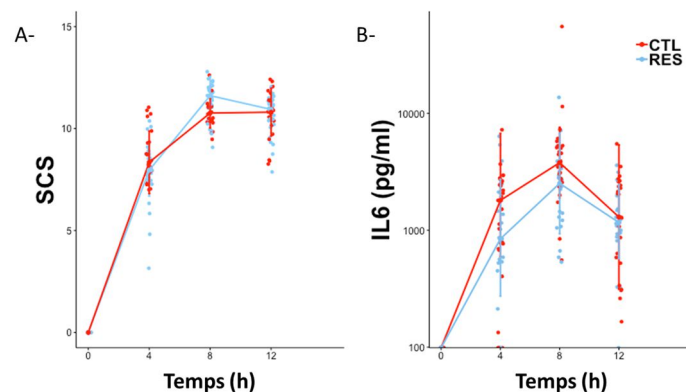 A-
SCS
15
10
5
0
0 4 8 12
Temps (h)
B-
CTL
RES
IL6 (pg/ml)
10000
1000
100
0 4 8 12
Temps (h)